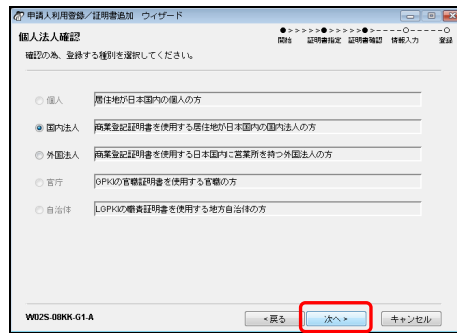 申請人利用登録／証明書追加　ウィザード
個人法人確認
●>>>>>●>>>>>●>----○-----○
開始 証明書指定 証明書確認 情報入力 登録
確認の為、登録する種別を選択してください。
個人 居住地が日本国内の個人の方
国内法人 商業登記証明書を使用する居住地が日本国内の国内法人の方
外国法人 商業登記証明書を使用する日本国内に営業所を持つ外国法人の方
官庁 GPKIの官職証明書を使用する官職の方
自治体 LGPKIの職責証明書を使用する地方自治体の方
W02S-08KK-G1-A
<戻る 次へ> キャンセル